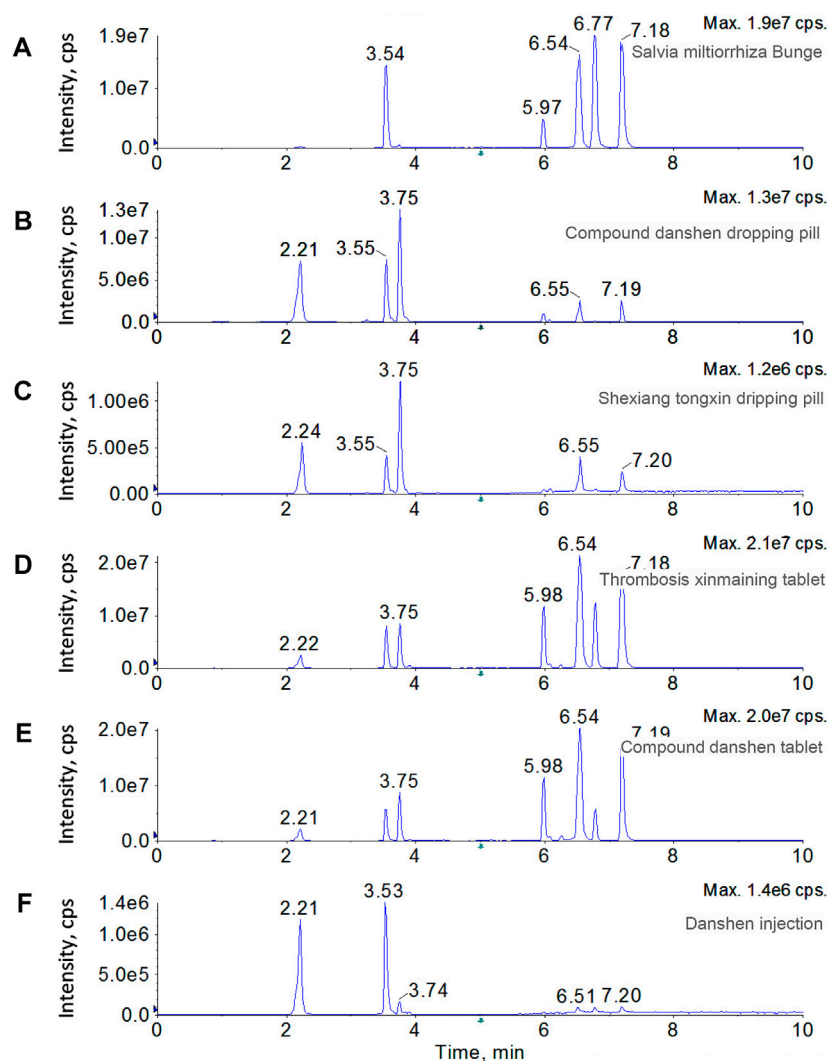 A
Intensity, cps
1.9e7
1.0e7
0.0
3.54
5.97
6.54
6.77
7.18
Max. 1.9e7 cps.
Salvia miltiorrhiza Bunge
0 2 4 6 8 10
B
Intensity, cps
1.3e7
1.0e7
5.0e6
0.0
2.21
3.55
3.75
6.55
7.19
Max. 1.3e7 cps.
Compound danshen dropping pill
0 2 4 6 8 10
C
Intensity, cps
1.00e6
5.00e5
0.00
2.24
3.55
3.75
6.55
7.20
Max. 1.2e6 cps.
Shexiang tongxin dripping pill
0 2 4 6 8 10
D
Intensity, cps
2.0e7
1.0e7
0.0
2.22
3.75
5.98
6.54
7.18
Max. 2.1e7 cps.
Thrombosis xinmaining tablet
0 2 4 6 8 10
E
Intensity, cps
2.0e7
1.0e7
0.0
2.21
3.75
5.98
6.54
7.19
Max. 2.0e7 cps.
Compound danshen tablet
0 2 4 6 8 10
F
Intensity, cps
1.4e6
1.0e6
5.0e5
0.0
2.21
3.53
3.74
6.51
7.20
Max. 1.4e6 cps.
Danshen injection
0 2 4 6 8 10
Time, min